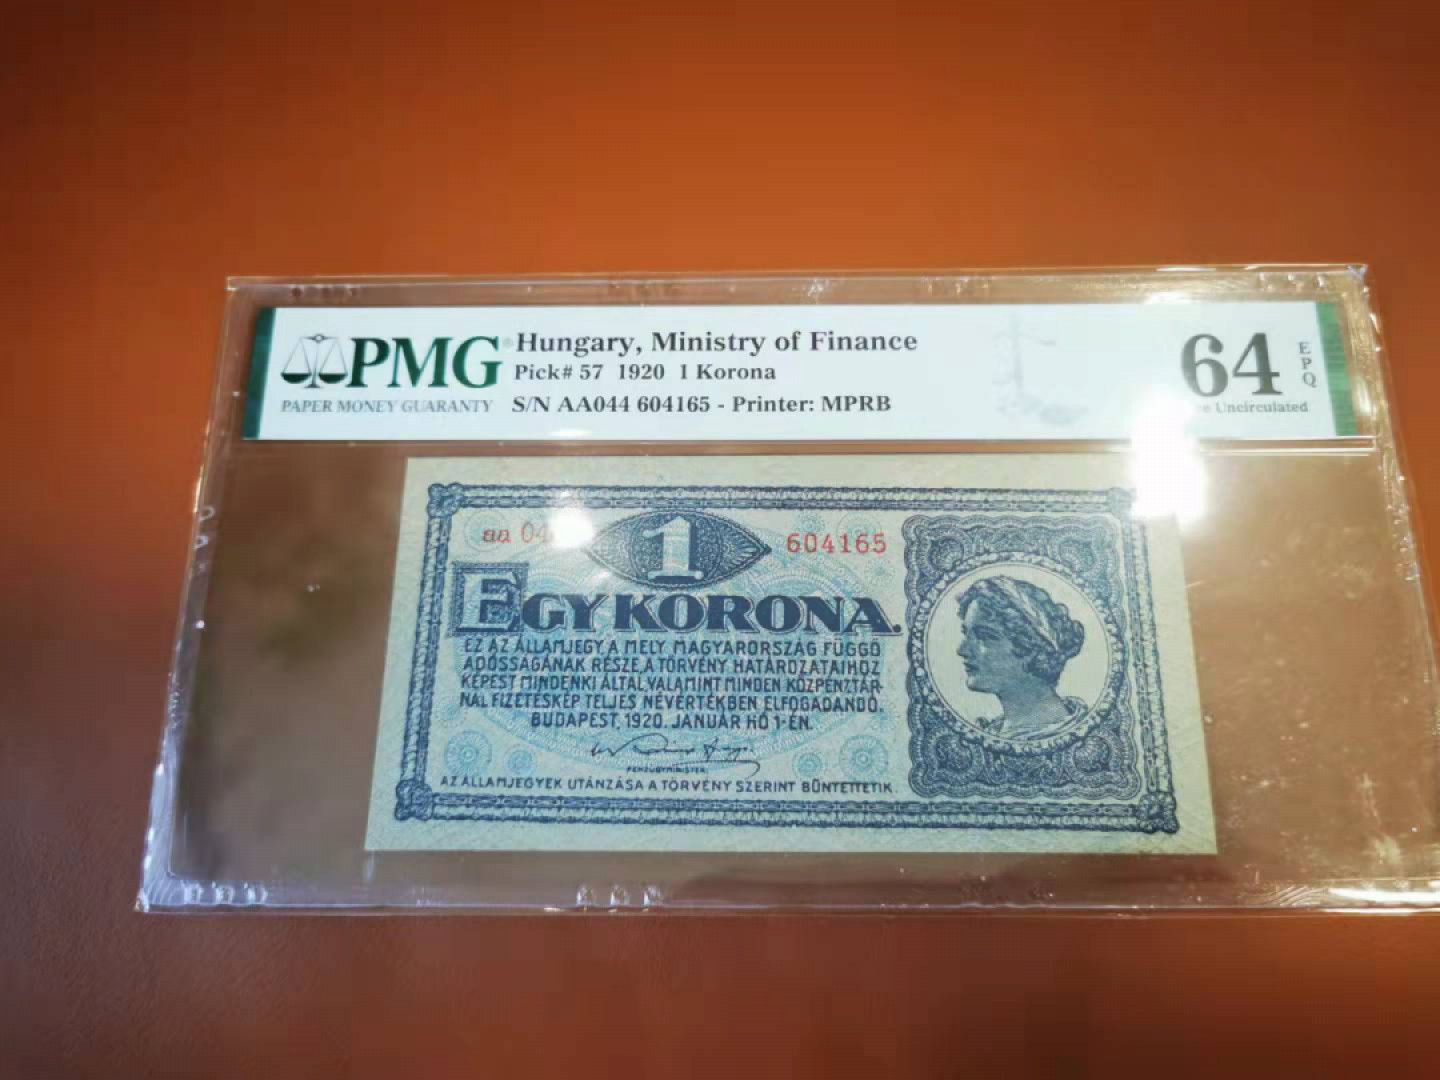 PMG
PAPER MONEY GUARANTY
Hungary, Ministry of Finance
Pick# 57 1920 1 Korona
S/N AA044 604165 - Printer: MPRB
64
EPQ
Uncirculated
aa 04
1
604165
EGY KORONA.
EZ AZ ÁLLAMJEGY, A MELY MAGYARORSZÁG FÜGGŐ
ADÓSSÁGÁNAK RÉSZE, A TÖRVÉNY HATÁROZATAIHOZ
KÉPEST MINDENKI ÁLTAL, VALAMINT MINDEN KÖZPÉNZTÁR-
NÁL FIZETÉSKÉP TELJES NÉVÉRTÉKBEN ELFOGADANDÓ.
BUDAPEST, 1920. JANUÁR HÓ 1-ÉN.
PÉNZÜGYMINISTER.
AZ ÁLLAMJEGYEK UTÁNZÁSA A TÖRVÉNY SZERINT BÜNTETTETIK.